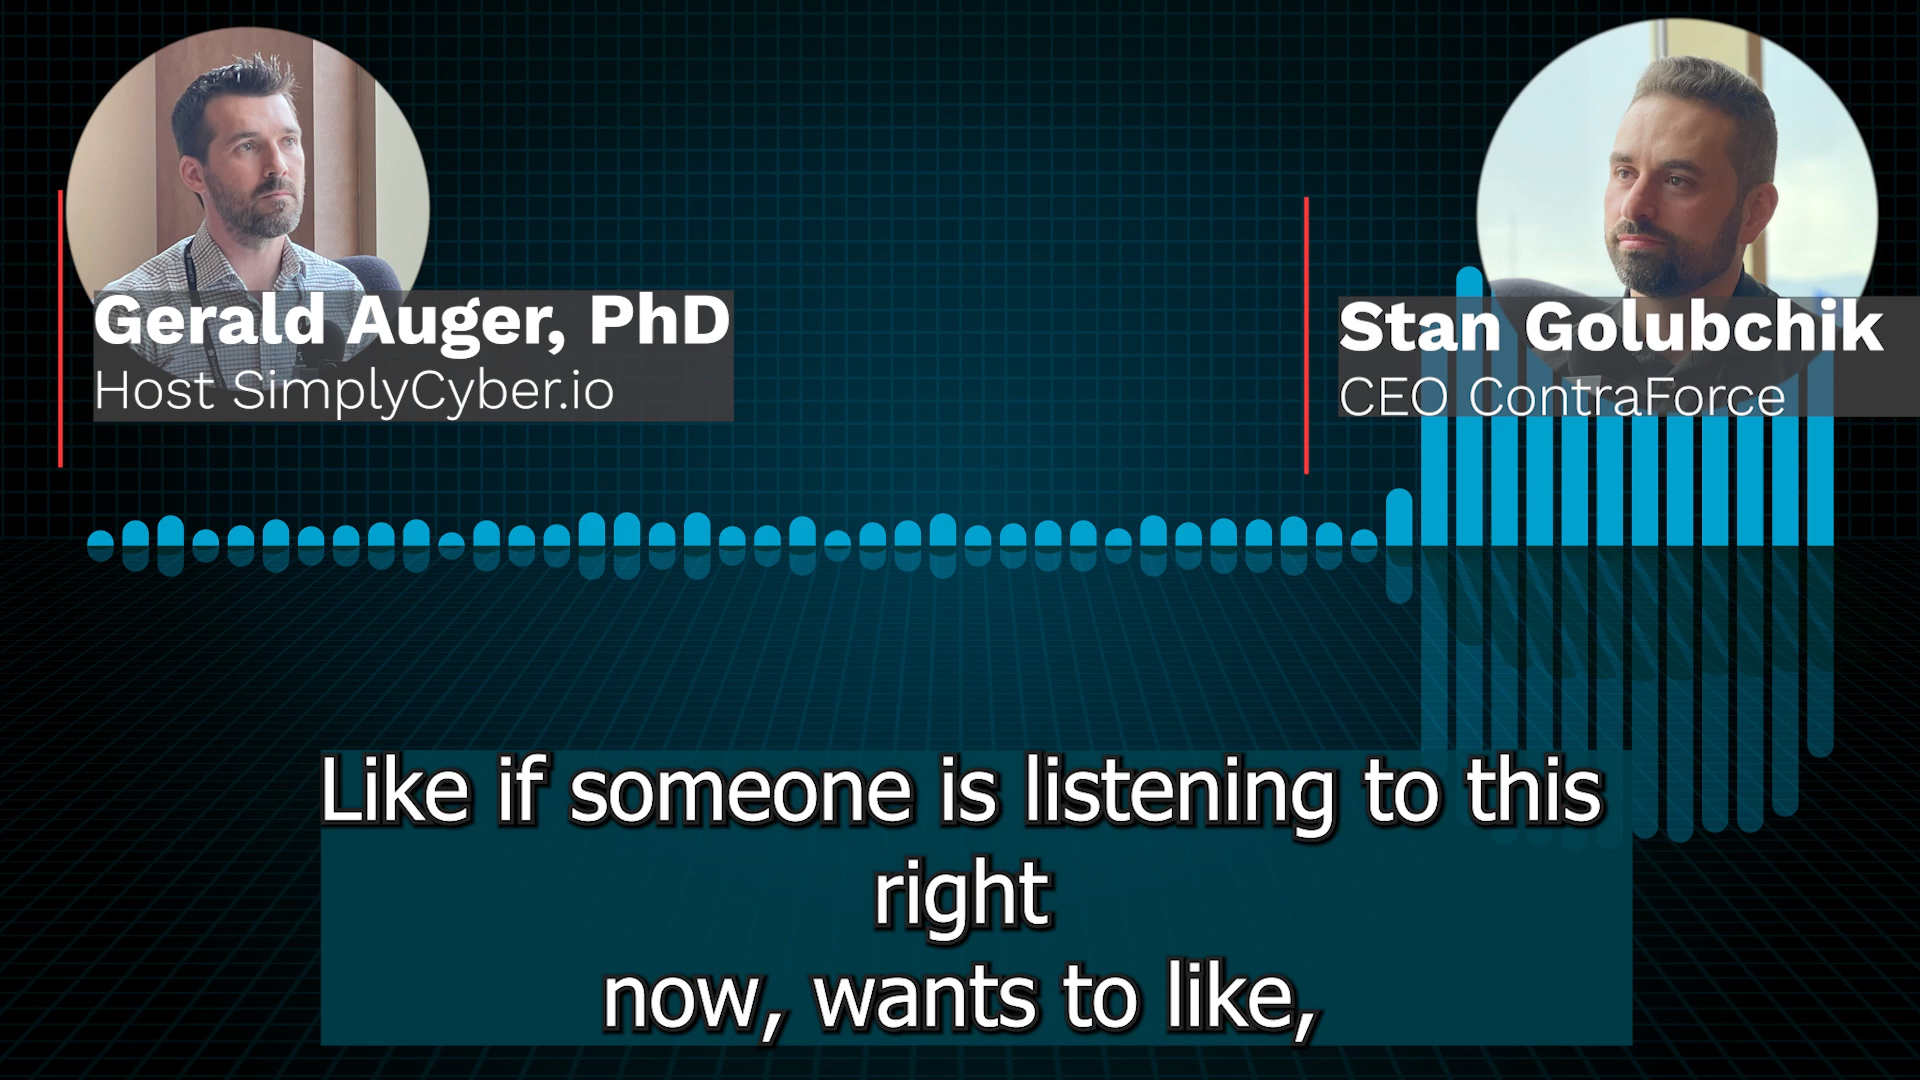 Gerald Auger, PhD
Host SimplyCyber.io
Stan Golubchik
CEO ContraForce
Like if someone is listening to this
right
now, wants to like,